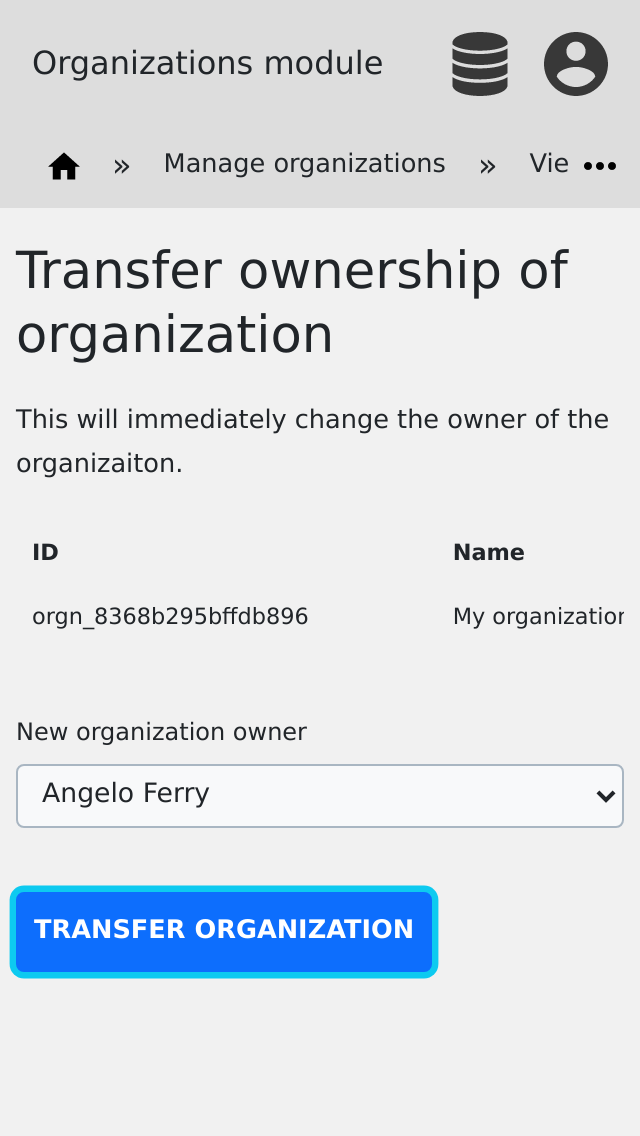 Organizations module
» Manage organizations » Vie •••
Transfer ownership of
organization
This will immediately change the owner of the
organizaiton.
ID Name
orgn_8368b295bffdb896 My organization
New organization owner
Angelo Ferry
TRANSFER ORGANIZATION